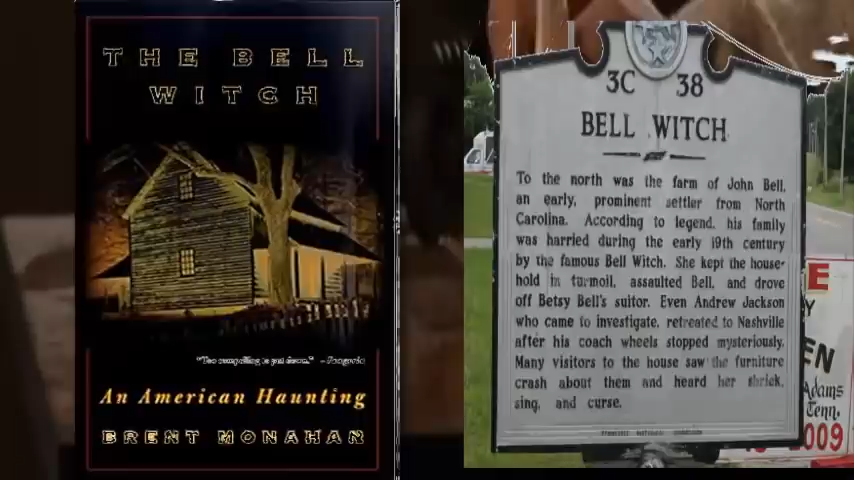 THE BELL
WITCH
"Too compelling to put down." - Fangoria
An American Haunting
BRENT MONAHAN
3C 38
BELL WITCH
To the north was the farm of John Bell,
an early, prominent settler from North
Carolina. According to legend, his family
was harried during the early 19th century
by the famous Bell Witch. She kept the house-
hold in turmoil, assaulted Bell, and drove
off Betsy Bell's suitor. Even Andrew Jackson
who came to investigate, retreated to Nashville
after his coach wheels stopped mysteriously.
Many visitors to the house saw the furniture
crash about them and heard her shriek,
sing, and curse.
TENNESSEE HISTORICAL COMMISSION
E
Y
EN
Adams
Tenn.
2009